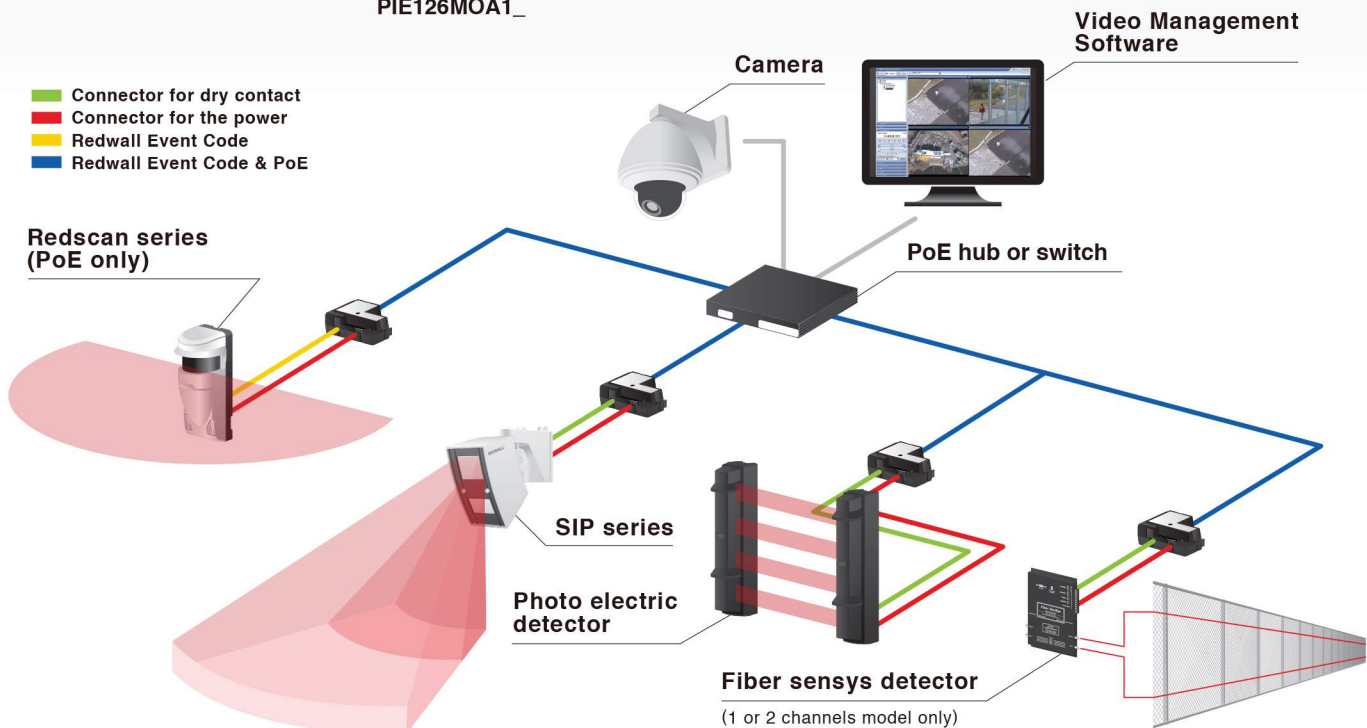 PIE126MOA1_
Video Management
Software
Camera
Connector for dry contact
Connector for the power
Redwall Event Code
Redwall Event Code & PoE
Redscan series
(PoE only)
PoE hub or switch
SIP series
Photo electric
detector
Fiber sensys detector
(1 or 2 channels model only)